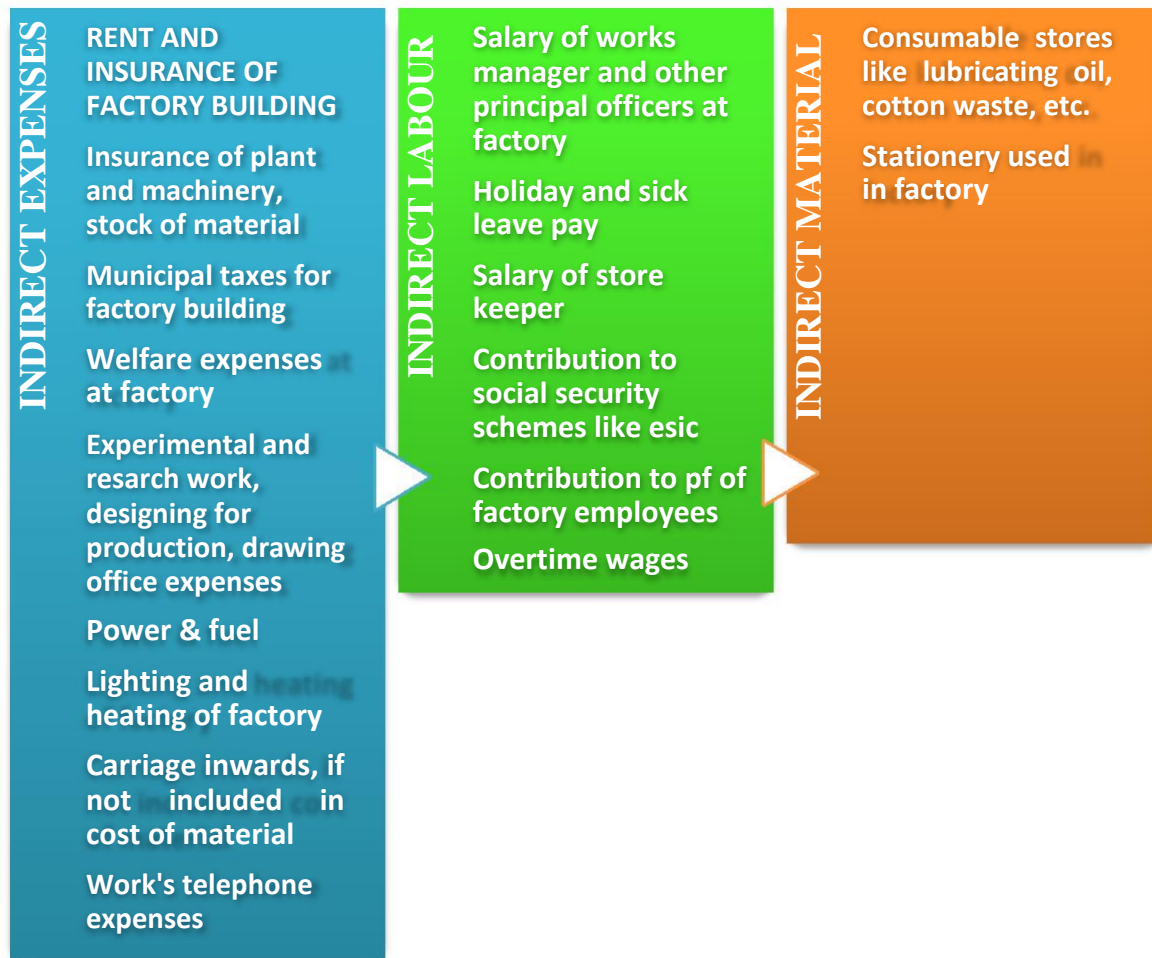 INDIRECT EXPENSES
RENT AND
INSURANCE OF
FACTORY BUILDING
Insurance of plant
and machinery,
stock of material
Municipal taxes for
factory building
Welfare expenses
at factory
Experimental and
resarch work,
designing for
production, drawing
office expenses
Power & fuel
Lighting and
heating of factory
Carriage inwards, if
not included in
cost of material
Work's telephone
expenses
INDIRECT LABOUR
Salary of works
manager and other
principal officers at
factory
Holiday and sick
leave pay
Salary of store
keeper
Contribution to
social security
schemes like esic
Contribution to pf of
factory employees
Overtime wages
INDIRECT MATERIAL
Consumable stores
like lubricating oil,
cotton waste, etc.
Stationery used
in factory